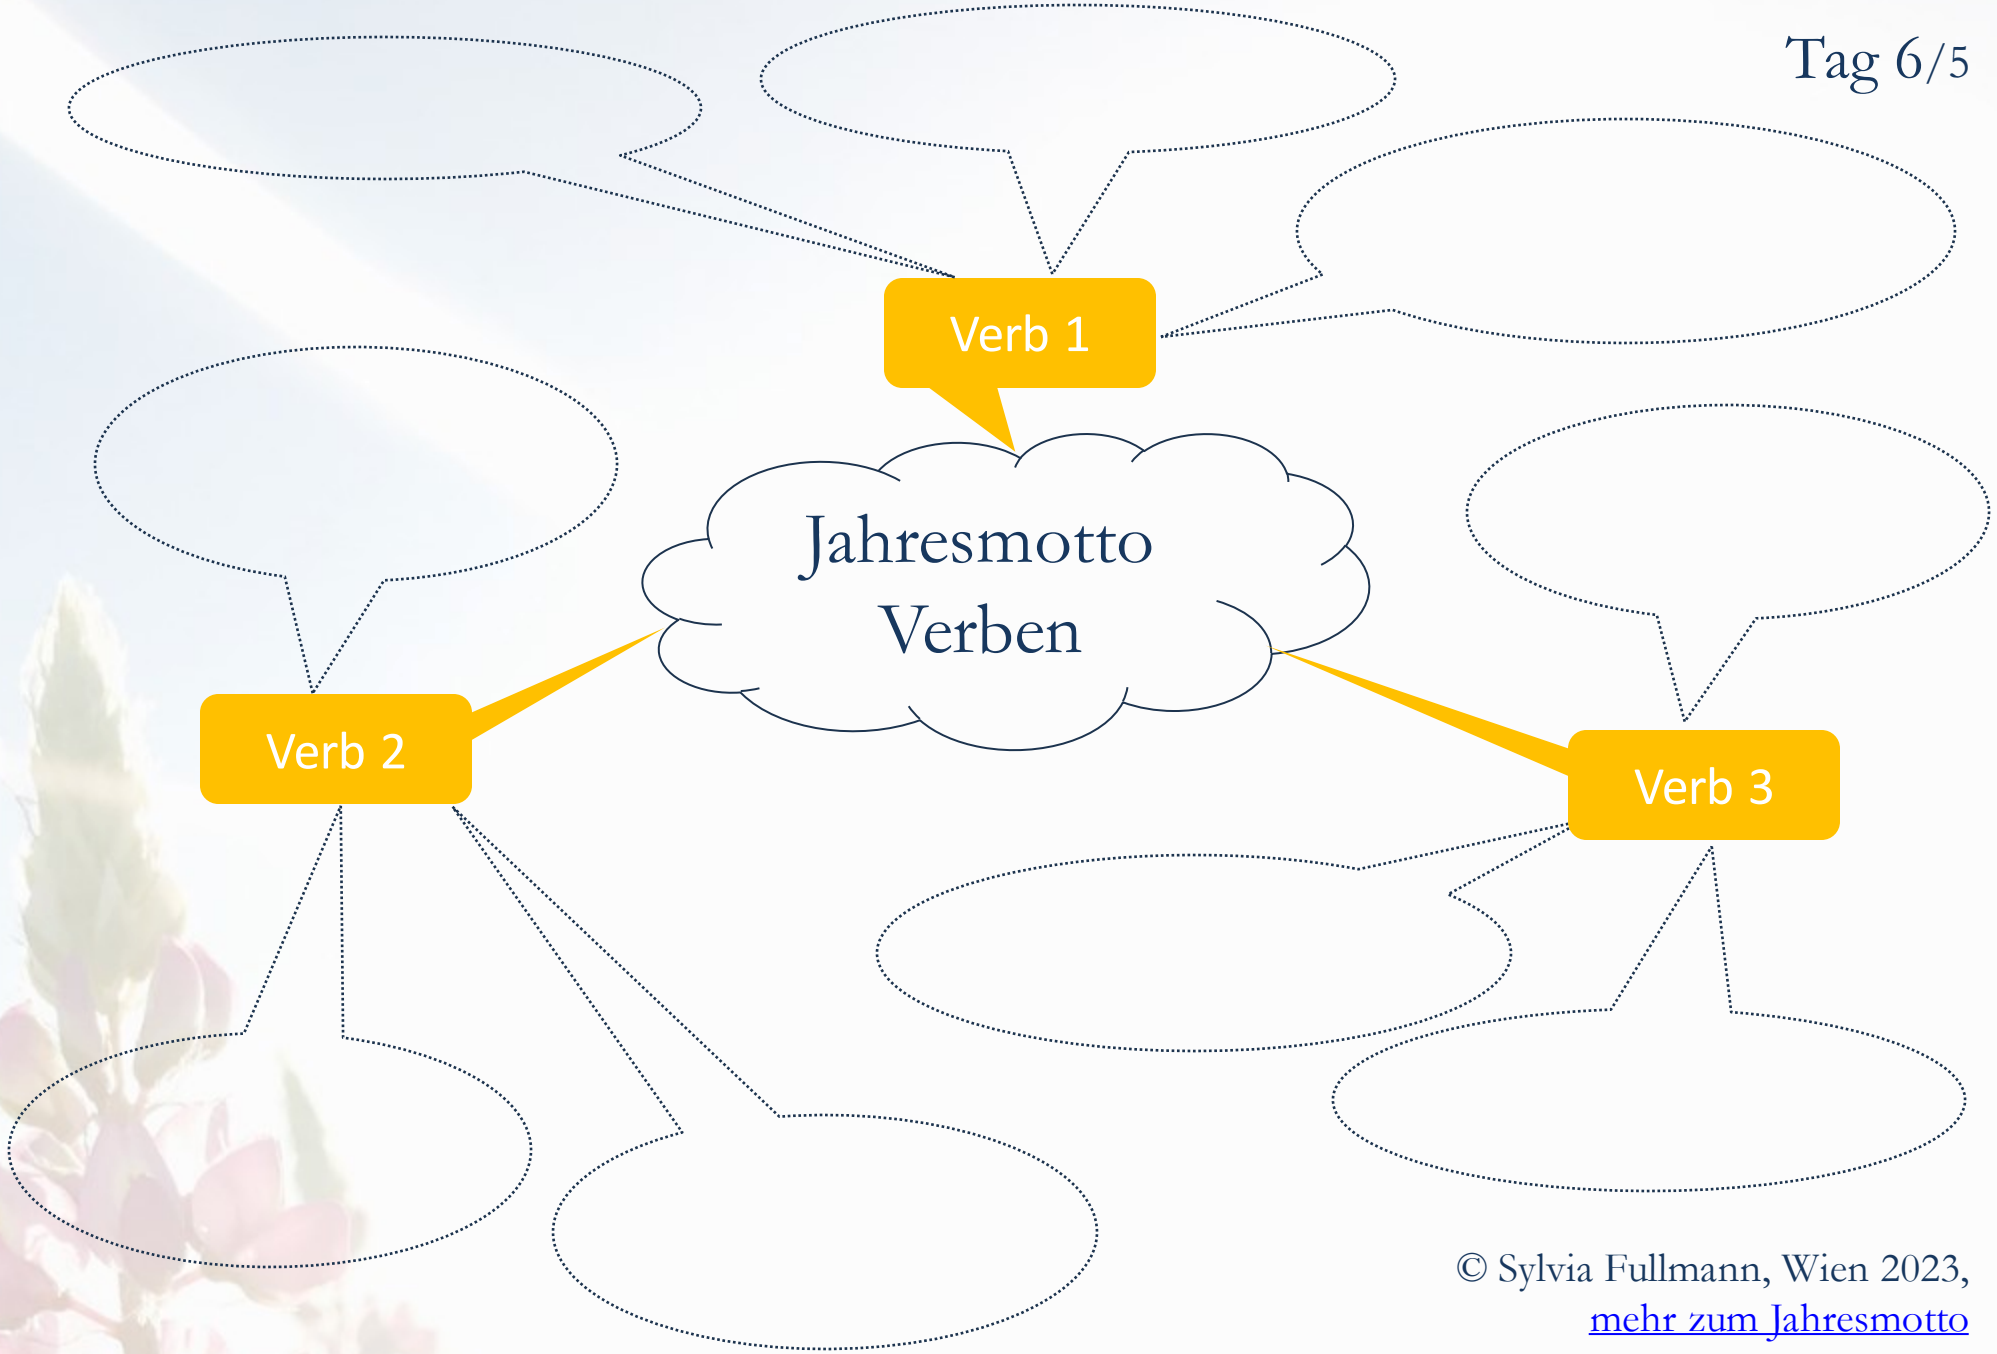 Tag 6/5
Verb 1
Jahresmotto
Verben
Verb 2
Verb 3
© Sylvia Fullmann, Wien 2023,
mehr zum Jahresmotto